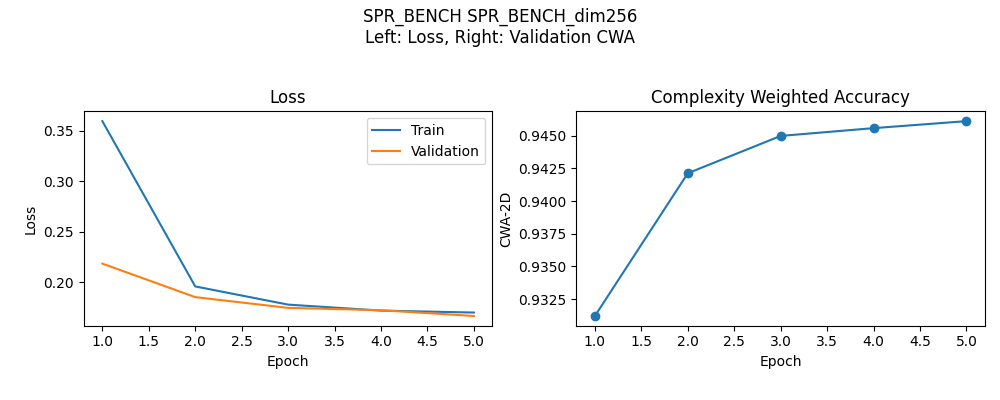 SPR_BENCH SPR_BENCH_dim256
Left: Loss, Right: Validation CWA
Loss
Train
Validation
Loss
0.35
0.30
0.25
0.20
1.0 1.5 2.0 2.5 3.0 3.5 4.0 4.5 5.0
Epoch
Complexity Weighted Accuracy
CWA-2D
0.9450
0.9425
0.9400
0.9375
0.9350
0.9325
1.0 1.5 2.0 2.5 3.0 3.5 4.0 4.5 5.0
Epoch